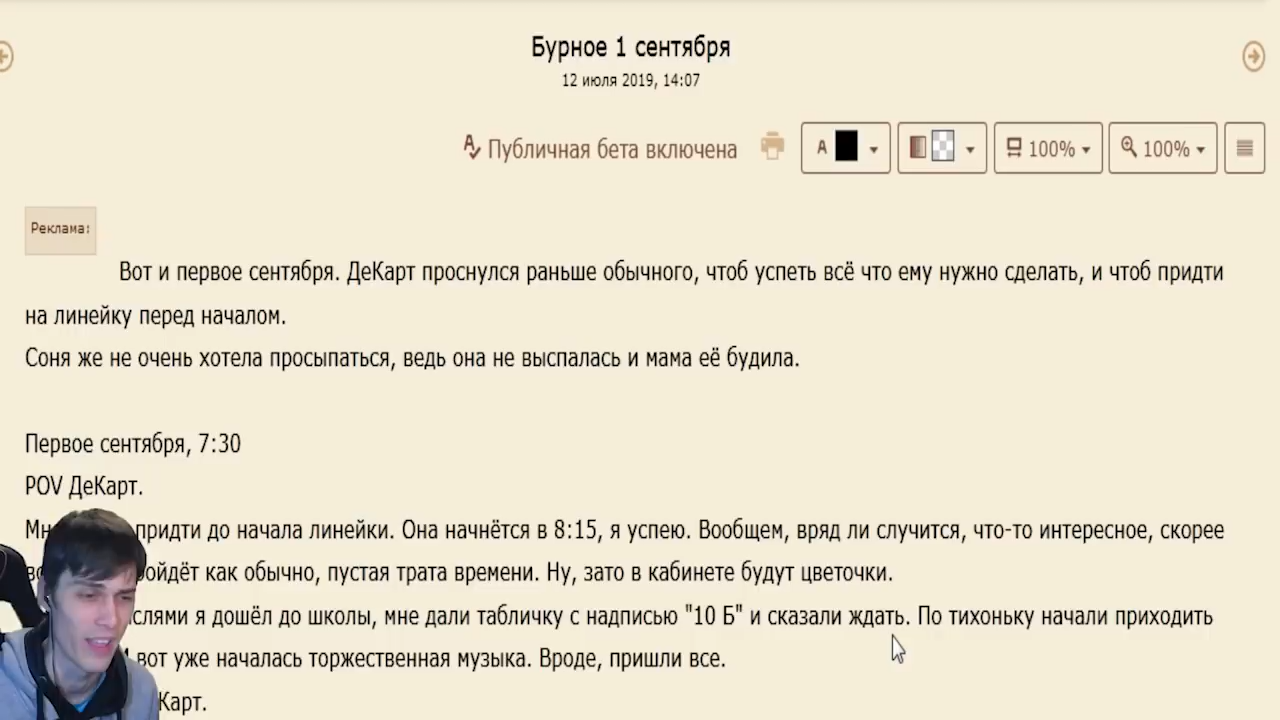 Бурное 1 сентября
12 июля 2019, 14:07
Публичная бета включена
A
100%
100%
Реклама:
Вот и первое сентября. ДеКарт проснулся раньше обычного, чтоб успеть всё что ему нужно сделать, и чтоб придти
на линейку перед началом.
Соня же не очень хотела просыпаться, ведь она не выспалась и мама её будила.
Первое сентября, 7:30
POV ДеКарт.
придти до начала линейки. Она начнётся в 8:15, я успею. Вообщем, вряд ли случится, что-то интересное, скорее
как обычно, пустая трата времени. Ну, зато в кабинете будут цветочки.
я дошёл до школы, мне дали табличку с надписью "10 Б" и сказали ждать. По тихоньку начали приходить
вот уже началась торжественная музыка. Вроде, пришли все.